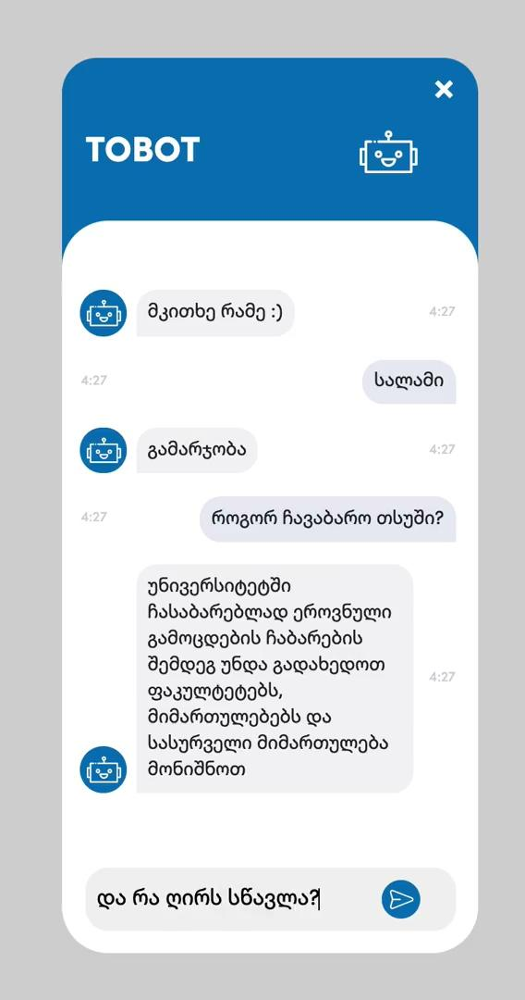 TOBOT
მკითხე რამე :)
4:27
4:27
სალამი
გამარჯობა
4:27
4:27
როგორ ჩავაბარო თსუში?
უნივერსიტეტში
ჩასაბარებლად ეროვნული
გამოცდების ჩაბარების
შემდეგ უნდა გადახედოთ
ფაკულტეტებს,
მიმართულებებს და
სასურველი მიმართულება
მონიშნოთ
4:27
და რა ღირს სწავლა?